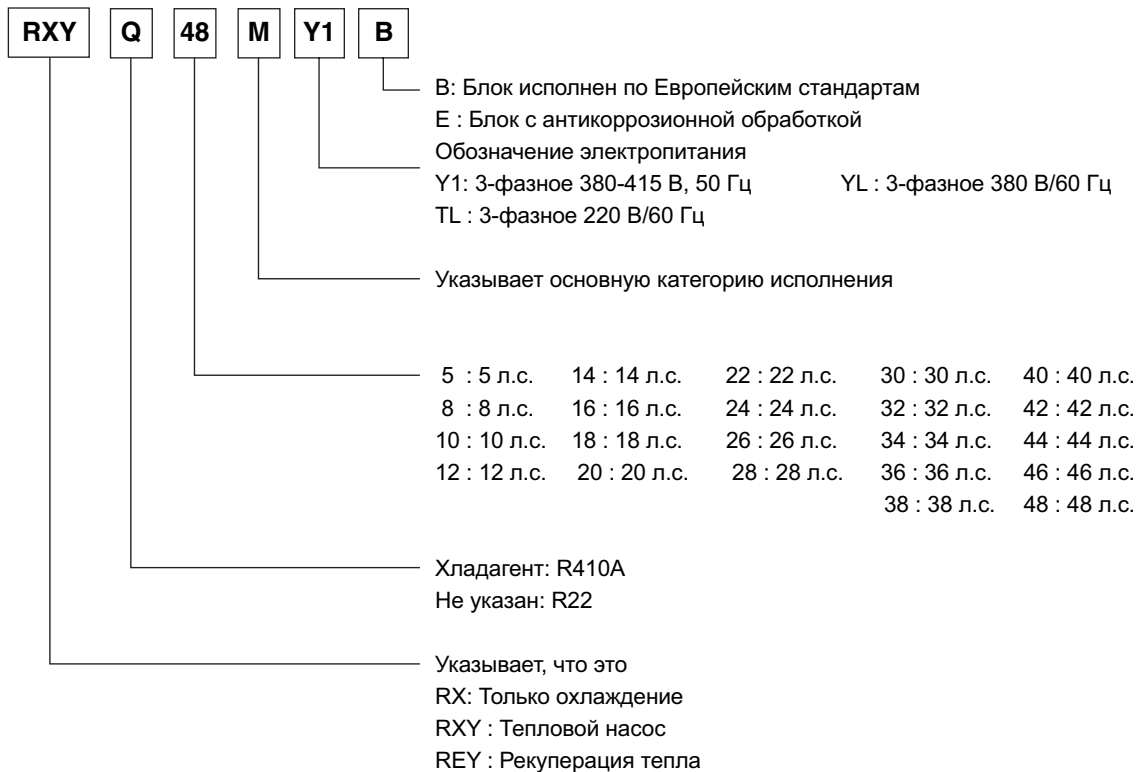 RXY Q 48 M Y1 B
B: Блок исполнен по Европейским стандартам
E : Блок с антикоррозионной обработкой
Обозначение электропитания
Y1: 3-фазное 380-415 В, 50 Гц YL : 3-фазное 380 В/60 Гц
TL : 3-фазное 220 В/60 Гц
Указывает основную категорию исполнения
5 : 5 л.с. 14 : 14 л.с. 22 : 22 л.с. 30 : 30 л.с. 40 : 40 л.с.
8 : 8 л.с. 16 : 16 л.с. 24 : 24 л.с. 32 : 32 л.с. 42 : 42 л.с.
10 : 10 л.с. 18 : 18 л.с. 26 : 26 л.с. 34 : 34 л.с. 44 : 44 л.с.
12 : 12 л.с. 20 : 20 л.с. 28 : 28 л.с. 36 : 36 л.с. 46 : 46 л.с.
38 : 38 л.с. 48 : 48 л.с.
Хладагент: R410A
Не указан: R22
Указывает, что это
RX: Только охлаждение
RXY : Тепловой насос
REY : Рекуперация тепла